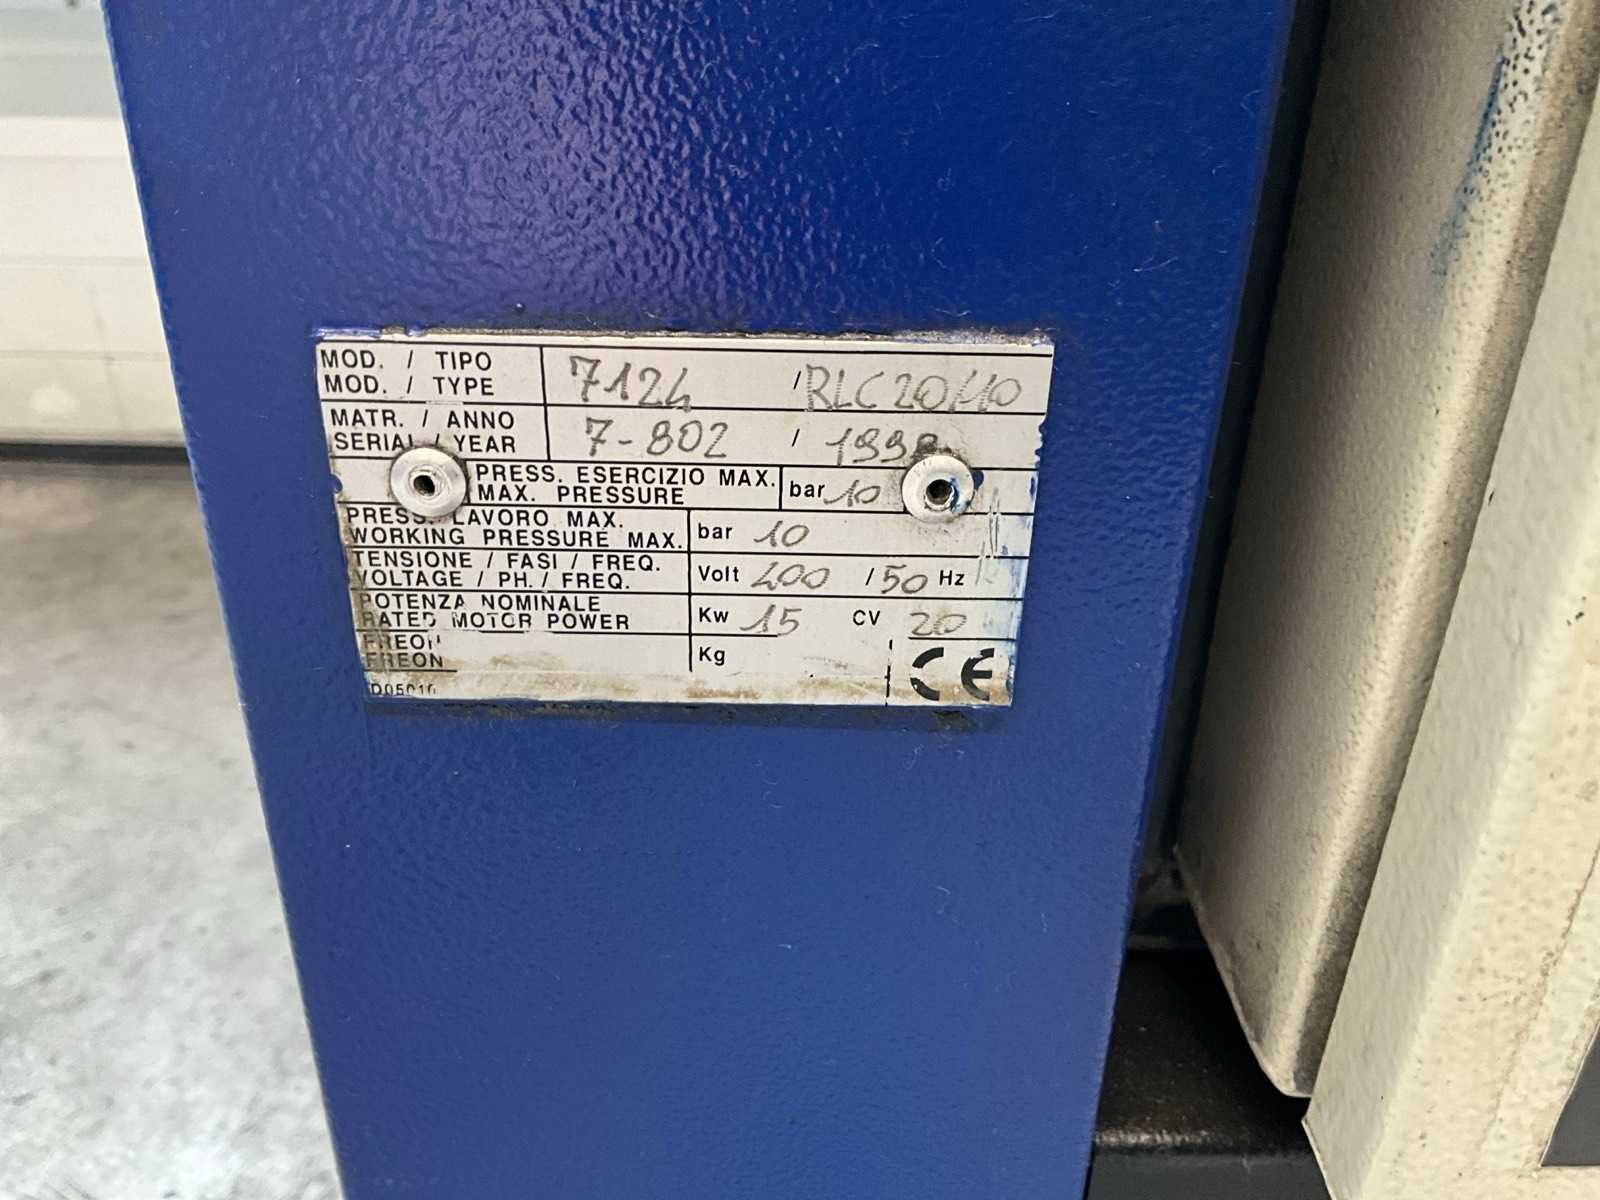 MOD. / TIPO
MOD. / TYPE 7124 / RLC 20/10
MATR. / ANNO
SERIAL / YEAR 7-802 /
PRESS. ESERCIZIO MAX.
MAX. PRESSURE bar 10
PRESS. LAVORO MAX.
WORKING PRESSURE MAX. bar 10
TENSIONE / FASI / FREQ.
VOLTAGE / PH. / FREQ. Volt 400 / 50 Hz
POTENZA NOMINALE
RATED MOTOR POWER Kw 15 CV 20
FREON
FREON Kg
CE